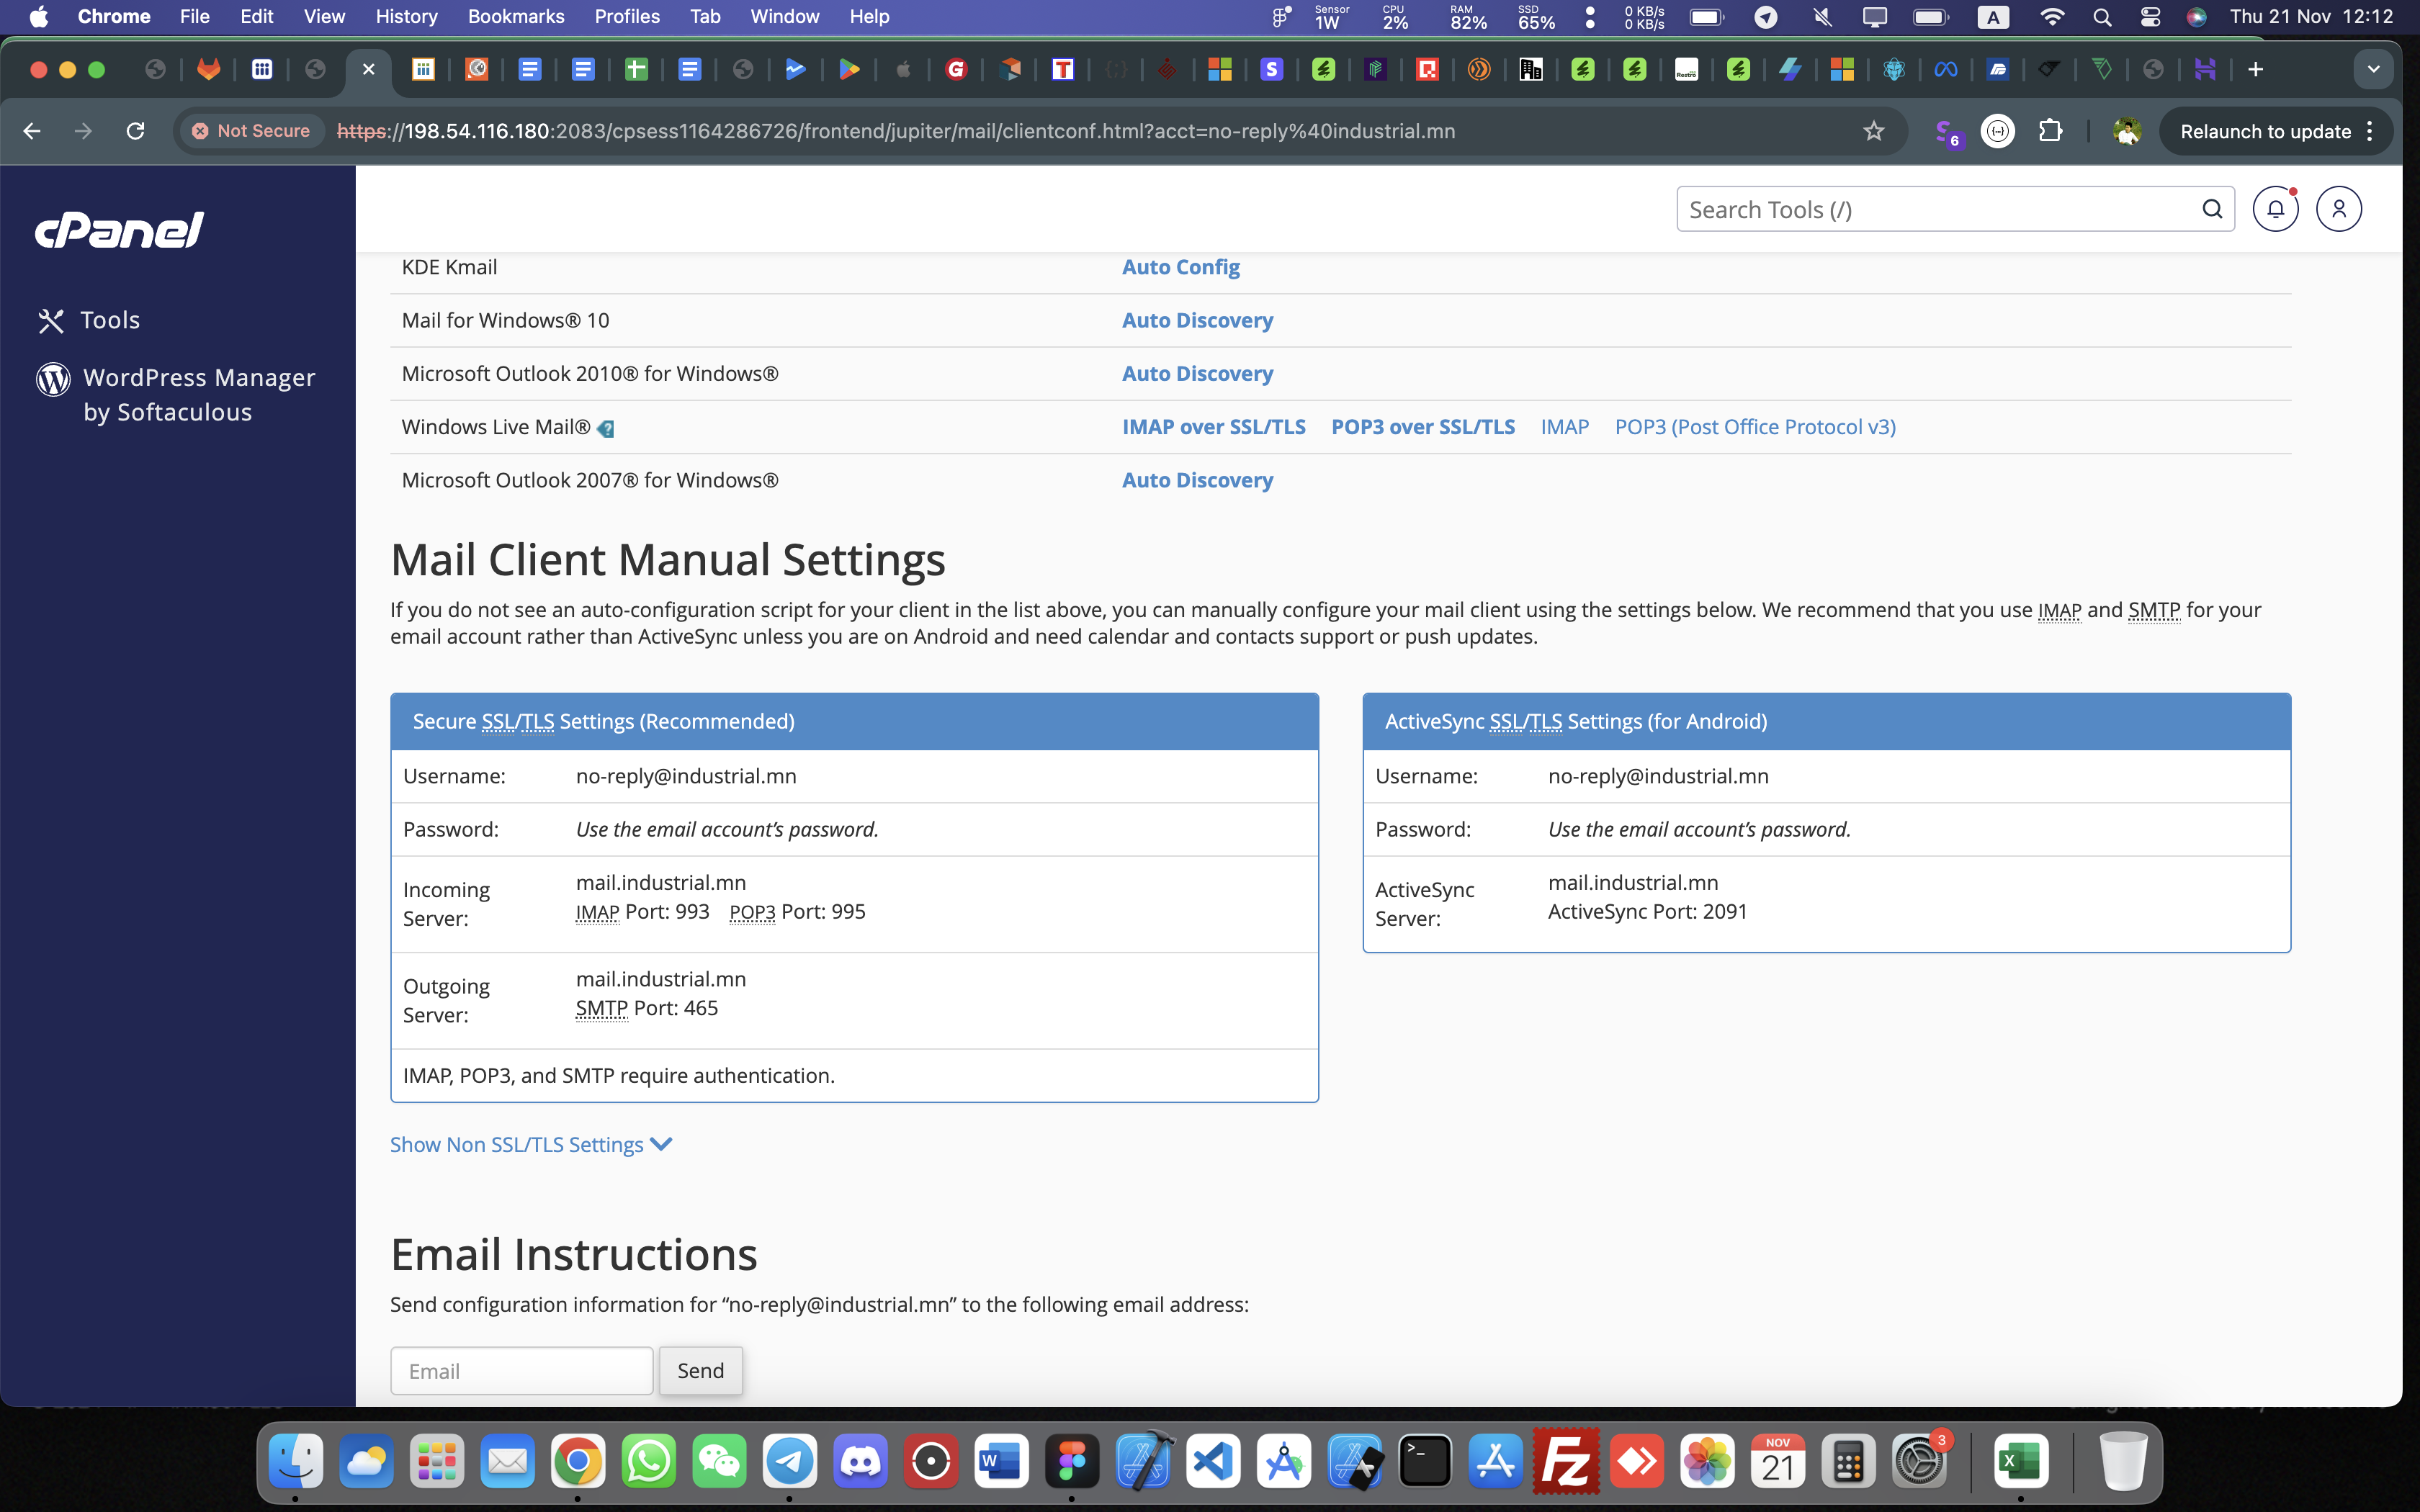 Chrome File Edit View History Bookmarks Profiles Tab Window Help
Sensor 1W CPU 2% RAM 82% SSD 65% 0 KB/s 0 KB/s A Thu 21 Nov 12:12
Not Secure https://198.54.116.180:2083/cpsess1164286726/frontend/jupiter/mail/clientconf.html?acct=no-reply%40industrial.mn
6
Relaunch to update
cPanel
Search Tools (/)
Tools
WordPress Manager
by Softaculous
KDE Kmail Auto Config
Mail for Windows® 10 Auto Discovery
Microsoft Outlook 2010® for Windows® Auto Discovery
Windows Live Mail® IMAP over SSL/TLS POP3 over SSL/TLS IMAP POP3 (Post Office Protocol v3)
Microsoft Outlook 2007® for Windows® Auto Discovery
Mail Client Manual Settings
If you do not see an auto-configuration script for your client in the list above, you can manually configure your mail client using the settings below. We recommend that you use IMAP and SMTP for your
email account rather than ActiveSync unless you are on Android and need calendar and contacts support or push updates.
Secure SSL/TLS Settings (Recommended)
Username: no-reply@industrial.mn
Password: Use the email account's password.
Incoming Server: mail.industrial.mn
IMAP Port: 993 POP3 Port: 995
Outgoing Server: mail.industrial.mn
SMTP Port: 465
IMAP, POP3, and SMTP require authentication.
ActiveSync SSL/TLS Settings (for Android)
Username: no-reply@industrial.mn
Password: Use the email account's password.
ActiveSync Server: mail.industrial.mn
ActiveSync Port: 2091
Show Non SSL/TLS Settings
Email Instructions
Send configuration information for “no-reply@industrial.mn” to the following email address:
Email Send
NOV
21
3